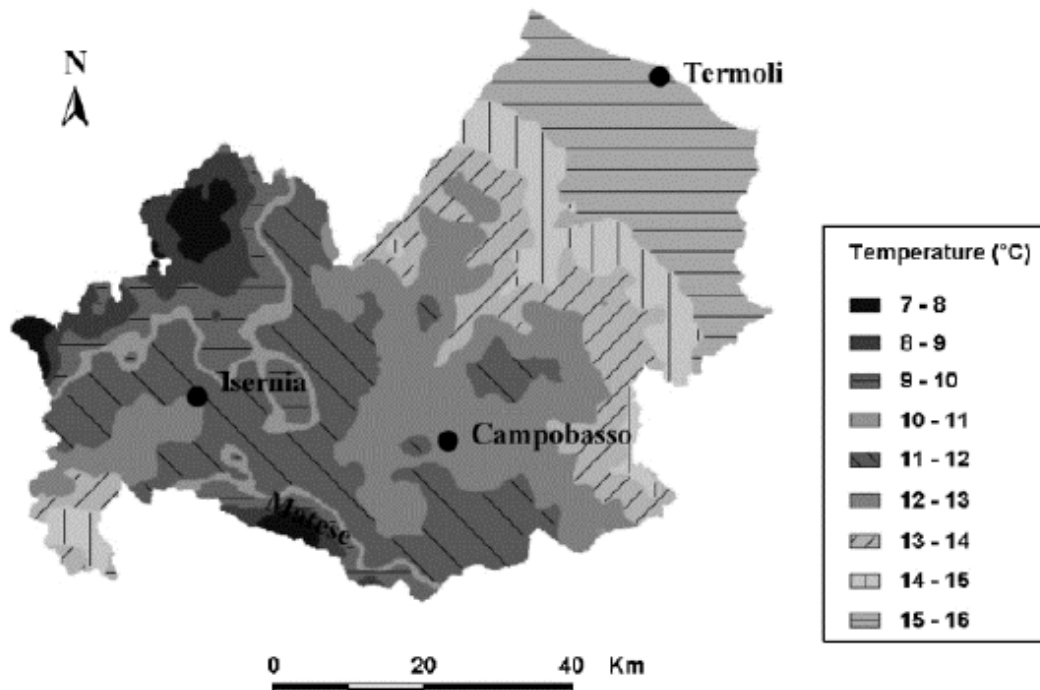 N
Termoli
Isernia
Campobasso
Matese
Temperature (°C)
7 - 8
8 - 9
9 - 10
10 - 11
11 - 12
12 - 13
13 - 14
14 - 15
15 - 16
0 20 40 Km